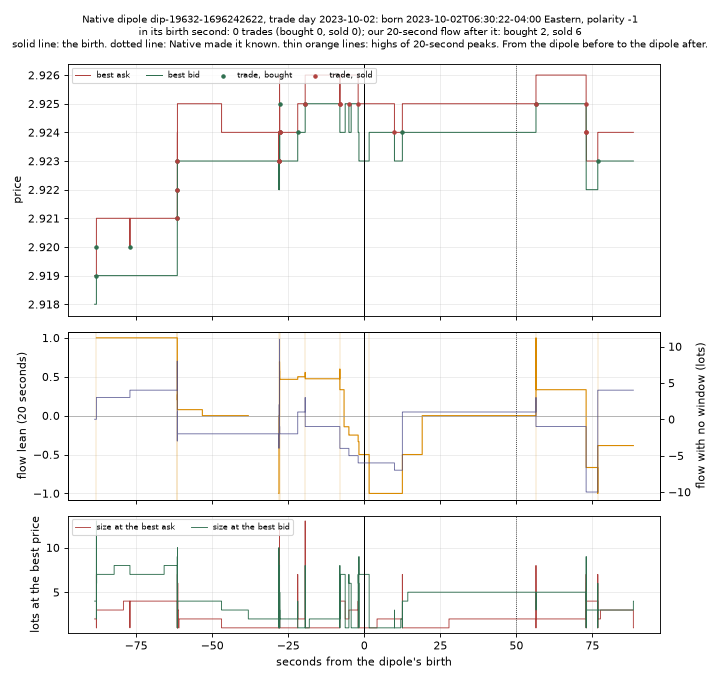 Native dipole dip-19632-1696242622, trade day 2023-10-02: born 2023-10-02T06:30:22-04:00 Eastern, polarity -1
in its birth second: 0 trades (bought 0, sold 0); our 20-second flow after it: bought 2, sold 6
solid line: the birth. dotted line: Native made it known. thin orange lines: highs of 20-second peaks. From the dipole before to the dipole after.
best ask best bid trade, bought trade, sold
2.926
2.925
2.924
2.923
2.922
2.921
2.920
2.919
2.918
price
1.0
0.5
0.0
−0.5
−1.0
flow lean (20 seconds)
10
5
0
−5
−10
flow with no window (lots)
size at the best ask size at the best bid
10
5
lots at the best price
−75 −50 −25 0 25 50 75
seconds from the dipole's birth